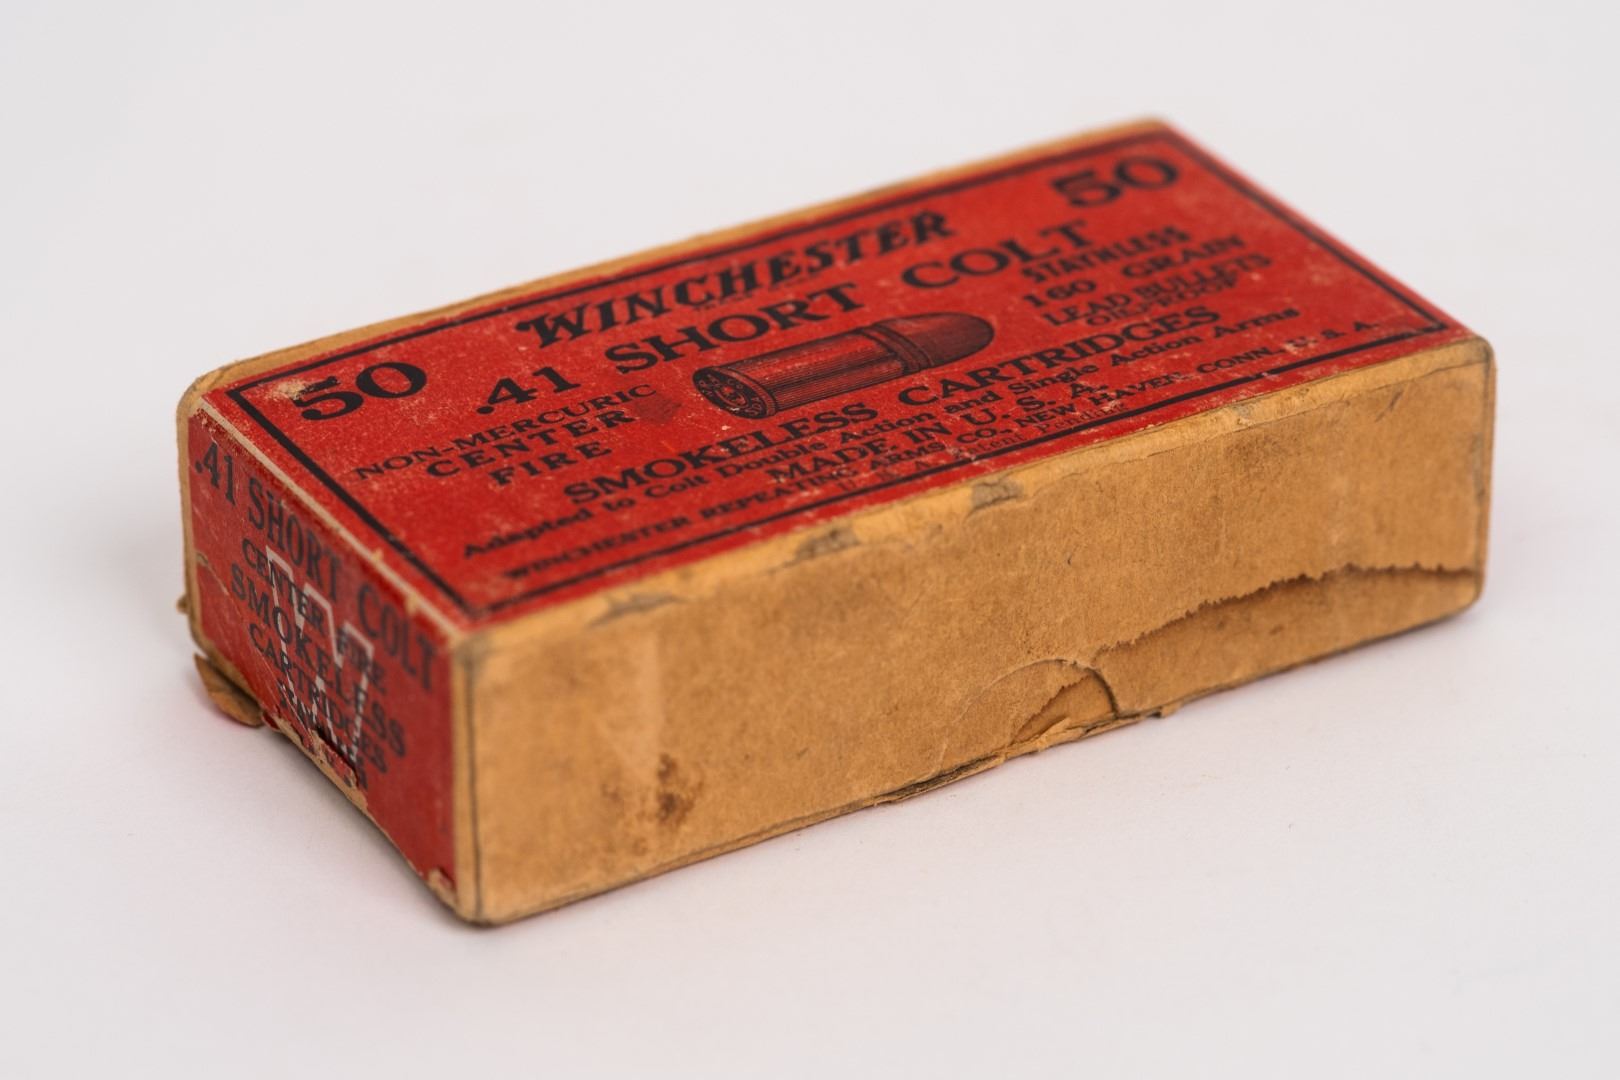 50
50
WINCHESTER
.41 SHORT COLT
NON-MERCURIC
CENTER
FIRE
STAYNLESS
160 GRAIN
LEAD BULLETS
OILPROOF
SMOKELESS CARTRIDGES
Adapted to Colt Double Action and Single Action Arms
MADE IN U. S. A.
WINCHESTER REPEATING ARMS CO. NEW HAVEN, CONN. U. S. A.
.41 SHORT COLT
CENTER FIRE
SMOKELESS
CARTRIDGES
W